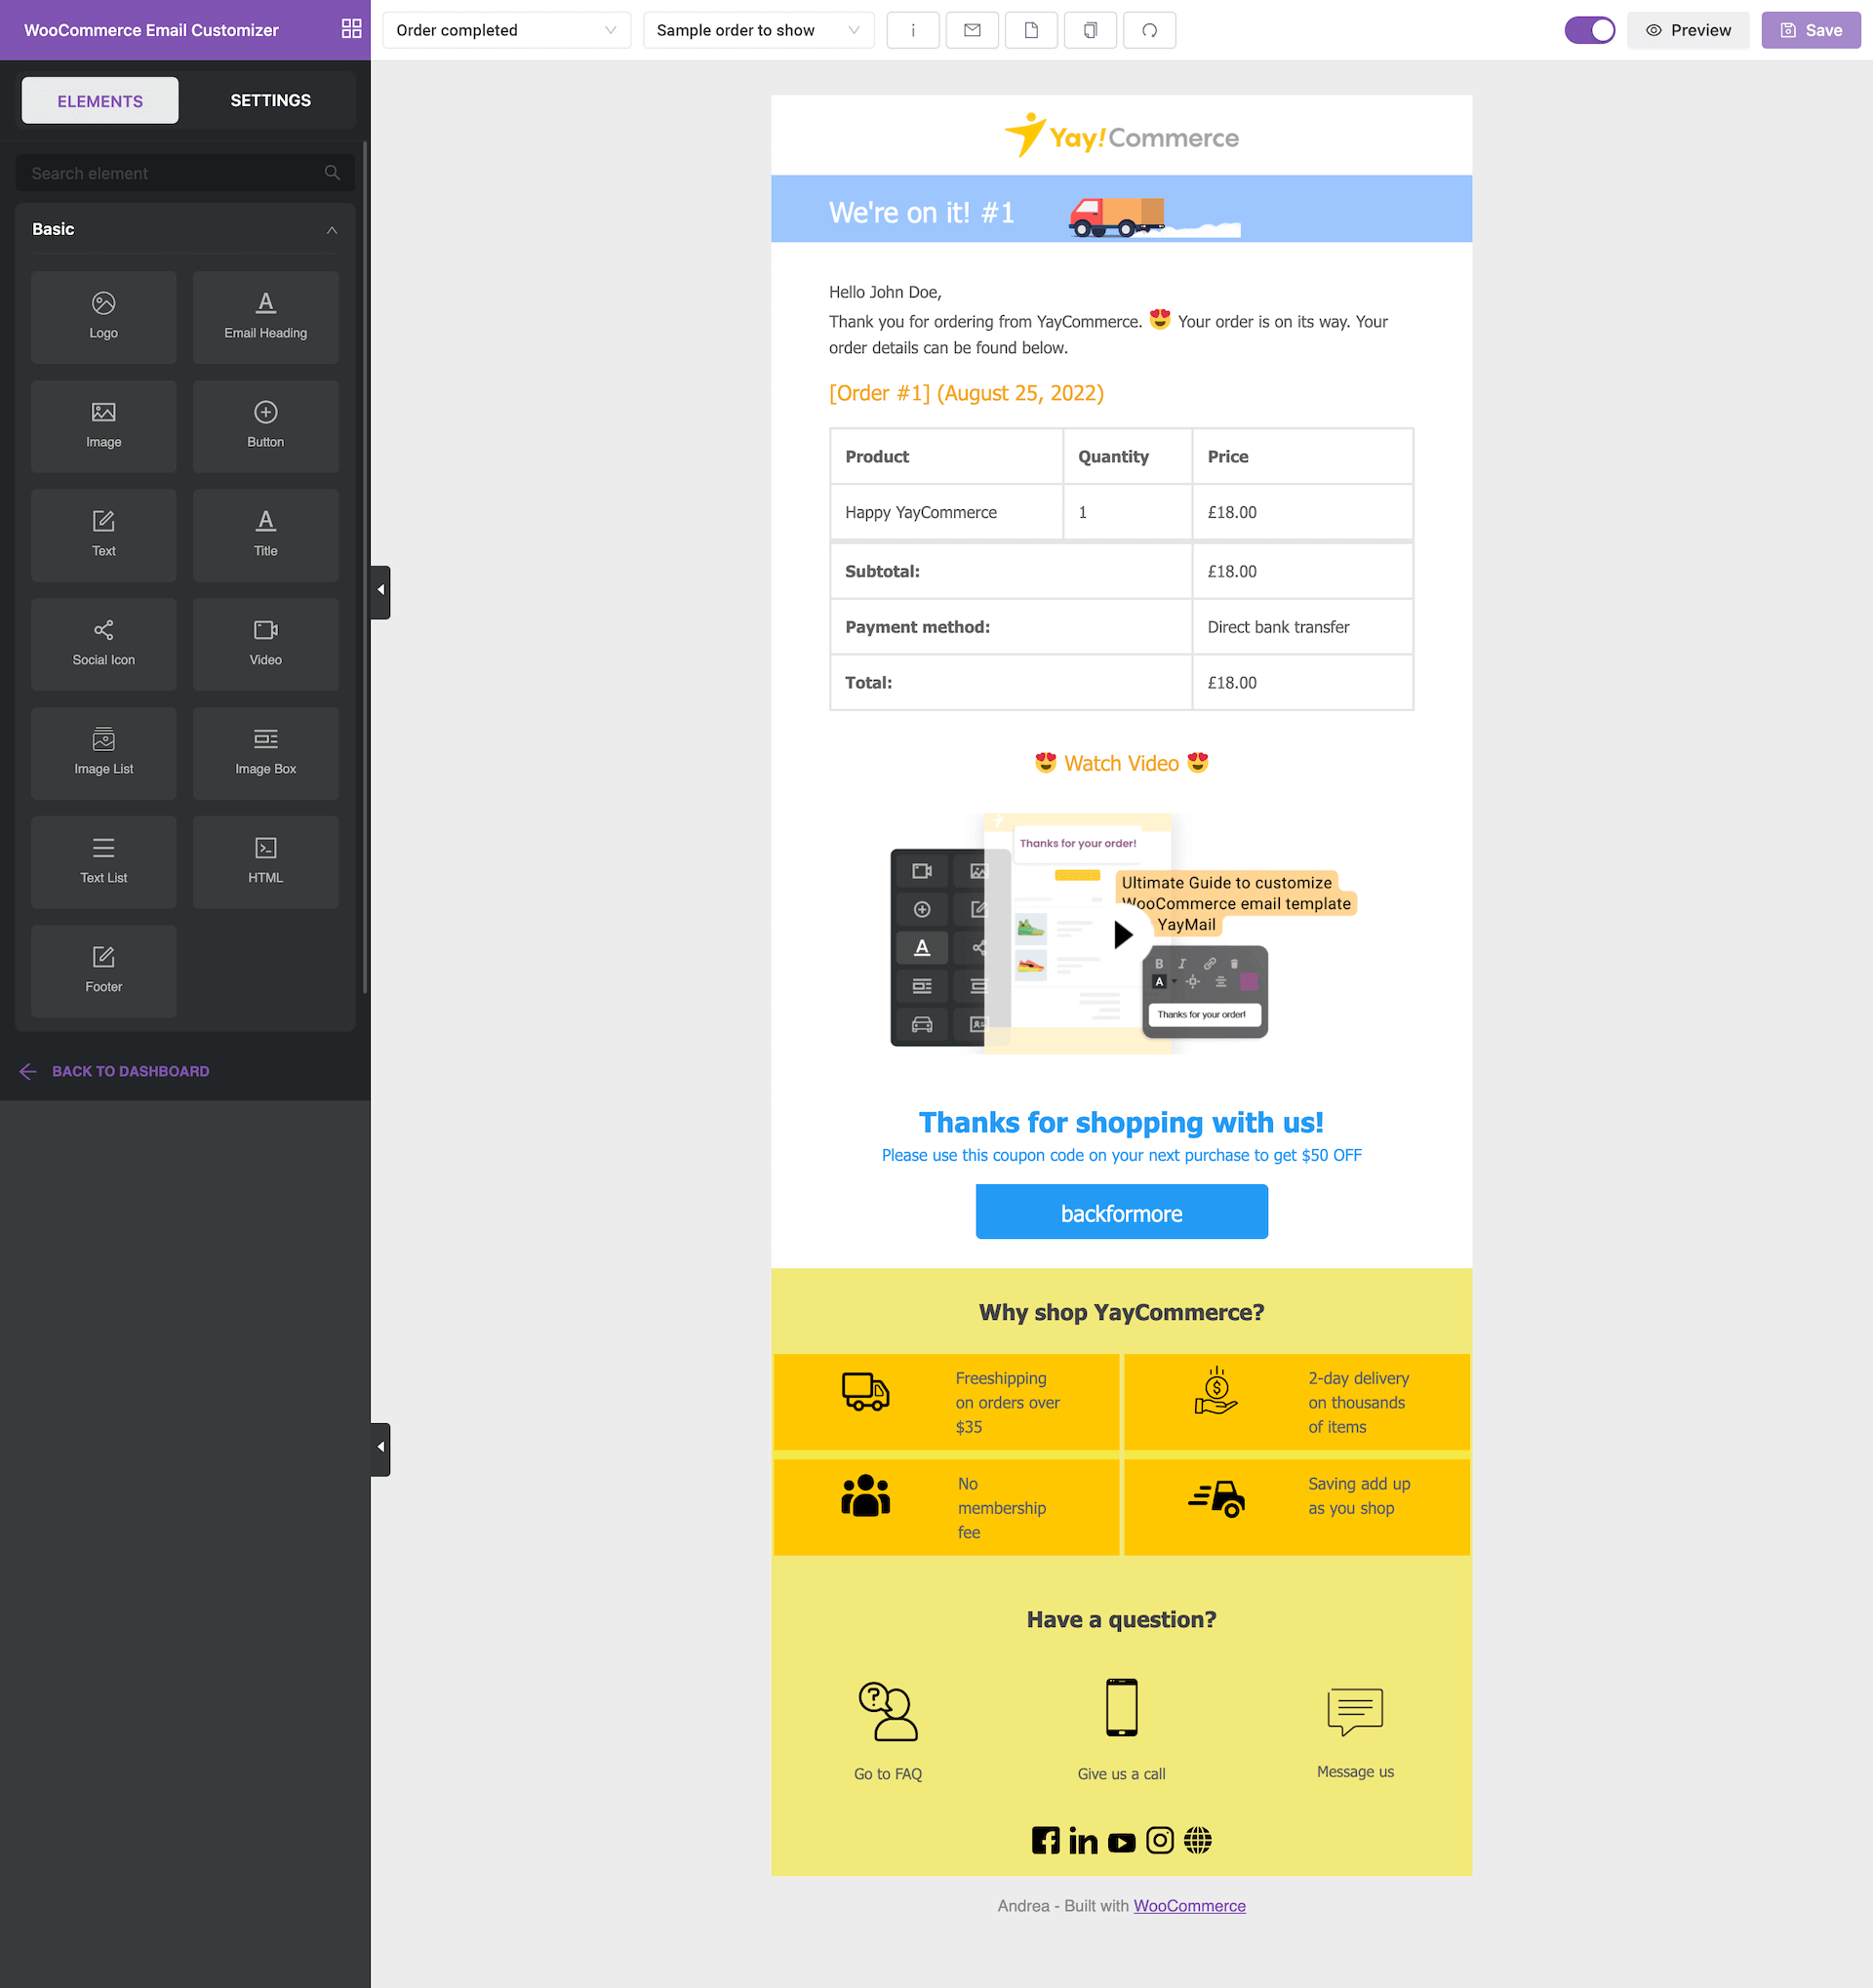 WooCommerce Email Customizer
Order completed
Sample order to show
i
Preview
Save
ELEMENTS
SETTINGS
Search element
Basic
Logo
Email Heading
Image
Button
Text
Title
Social Icon
Video
Image List
Image Box
Text List
HTML
Footer
BACK TO DASHBOARD
Yay! Commerce
We're on it! #1
Hello John Doe,
Thank you for ordering from YayCommerce. 😍 Your order is on its way. Your
order details can be found below.
[Order #1] (August 25, 2022)
Product Quantity Price
Happy YayCommerce 1 £18.00
Subtotal: £18.00
Payment method: Direct bank transfer
Total: £18.00
😍 Watch Video 😍
Thanks for your order!
Ultimate Guide to customize
WooCommerce email template
YayMail
B I
A
Thanks for your order!
Thanks for shopping with us!
Please use this coupon code on your next purchase to get $50 OFF
backformore
Why shop YayCommerce?
Freeshipping
on orders over
$35
2-day delivery
on thousands
of items
No
membership
fee
Saving add up
as you shop
Have a question?
Go to FAQ
Give us a call
Message us
Andrea - Built with WooCommerce